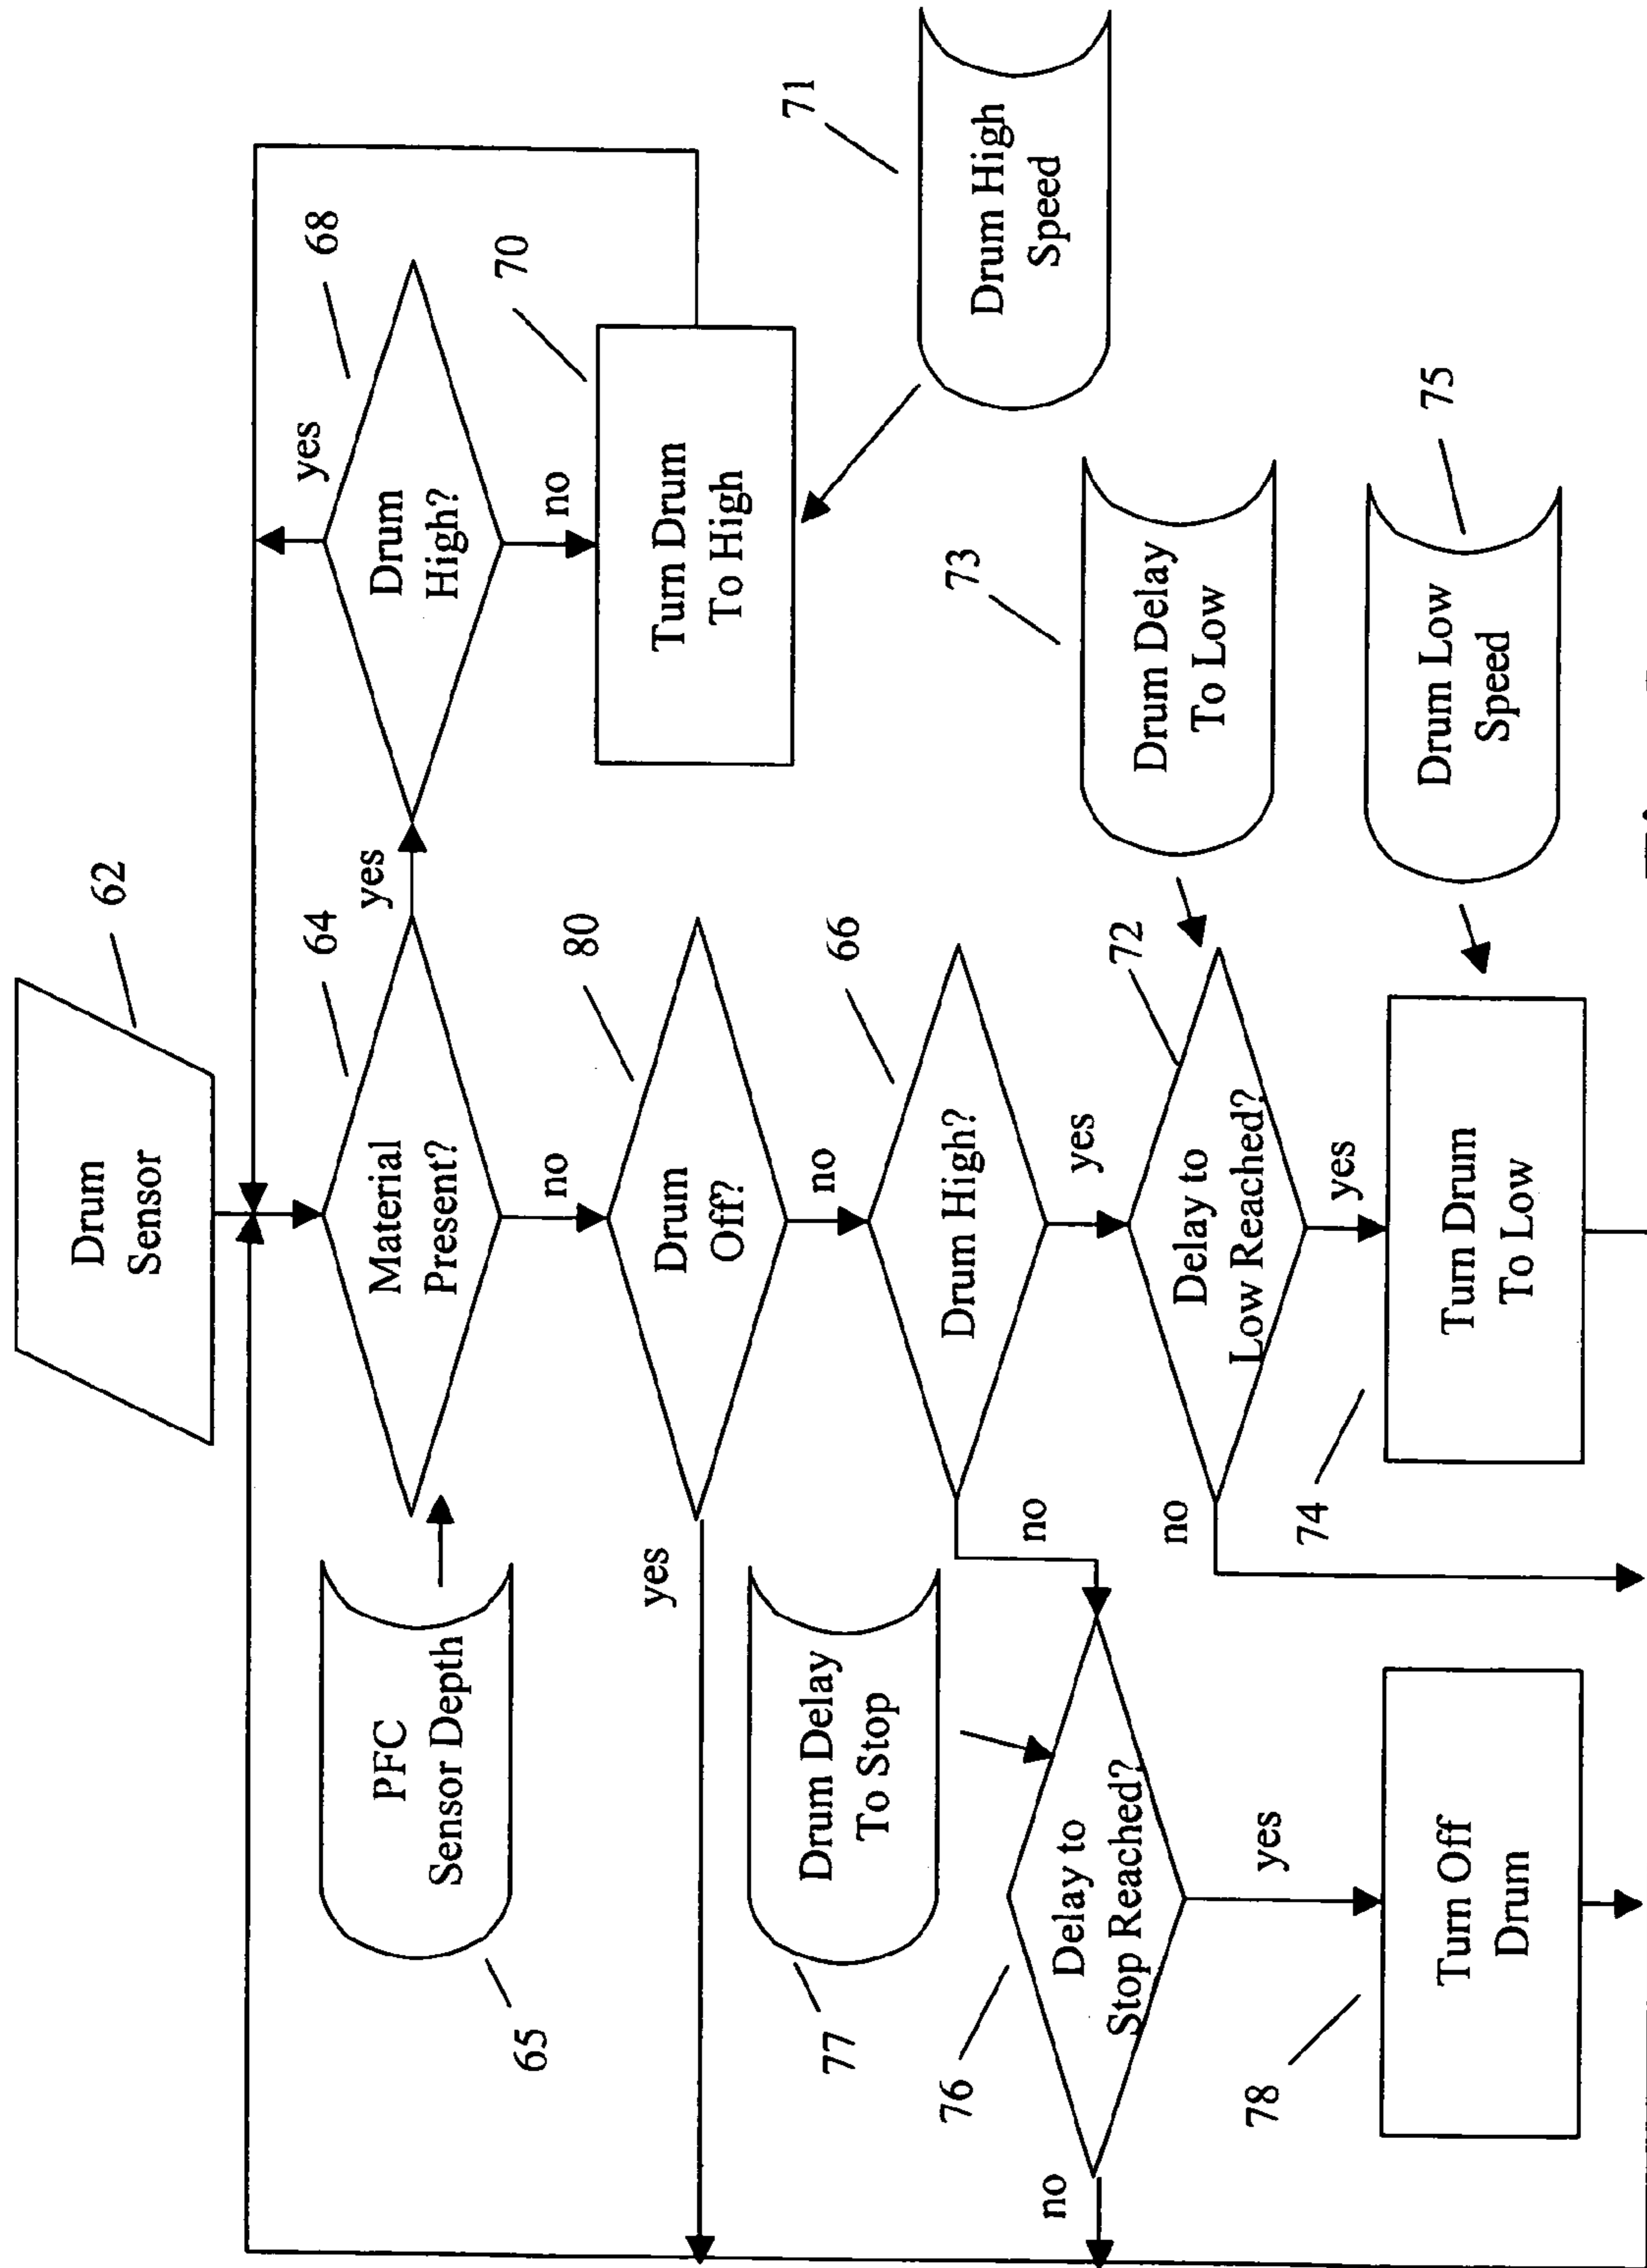 Drum
Sensor
62
Material
Present?
64
yes
Drum
High?
68
yes
no
Turn Drum
To High
70
Drum High
Speed
71
PFC
Sensor Depth
65
no
Drum
Off?
80
yes
no
Drum High?
66
no
yes
Drum Delay
To Stop
77
Delay to
Stop Reached?
76
no
yes
Turn Off
Drum
78
Delay to
Low Reached?
72
no
yes
Drum Delay
To Low
73
Turn Drum
To Low
74
Drum Low
Speed
75